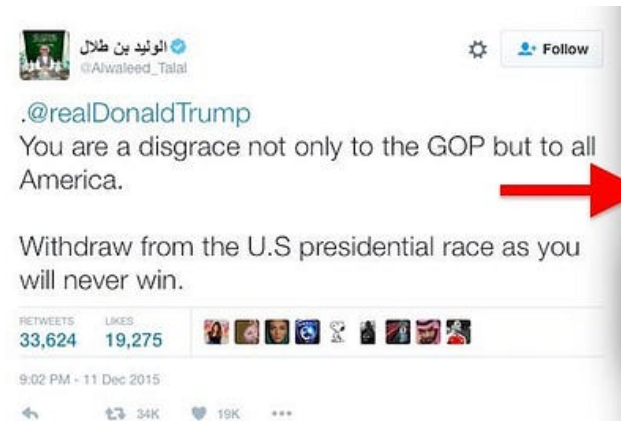 الوليد بن طلال
@Alwaleed_Talal
Follow
.@realDonaldTrump
You are a disgrace not only to the GOP but to all
America.
Withdraw from the U.S presidential race as you
will never win.
RETWEETS LIKES
33,624 19,275
9:02 PM - 11 Dec 2015
34K 19K